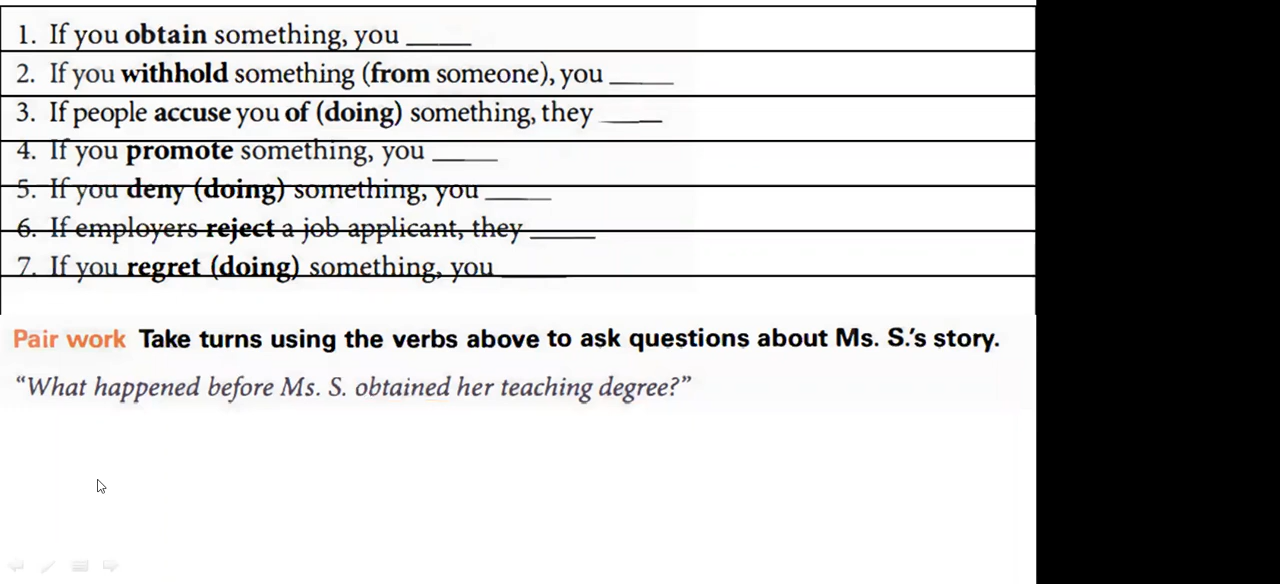 1. If you obtain something, you _____
2. If you withhold something (from someone), you _____
3. If people accuse you of (doing) something, they _____
4. If you promote something, you _____
5. If you deny (doing) something, you _____
6. If employers reject a job applicant, they _____
7. If you regret (doing) something, you _____
Pair work Take turns using the verbs above to ask questions about Ms. S.'s story.
“What happened before Ms. S. obtained her teaching degree?”